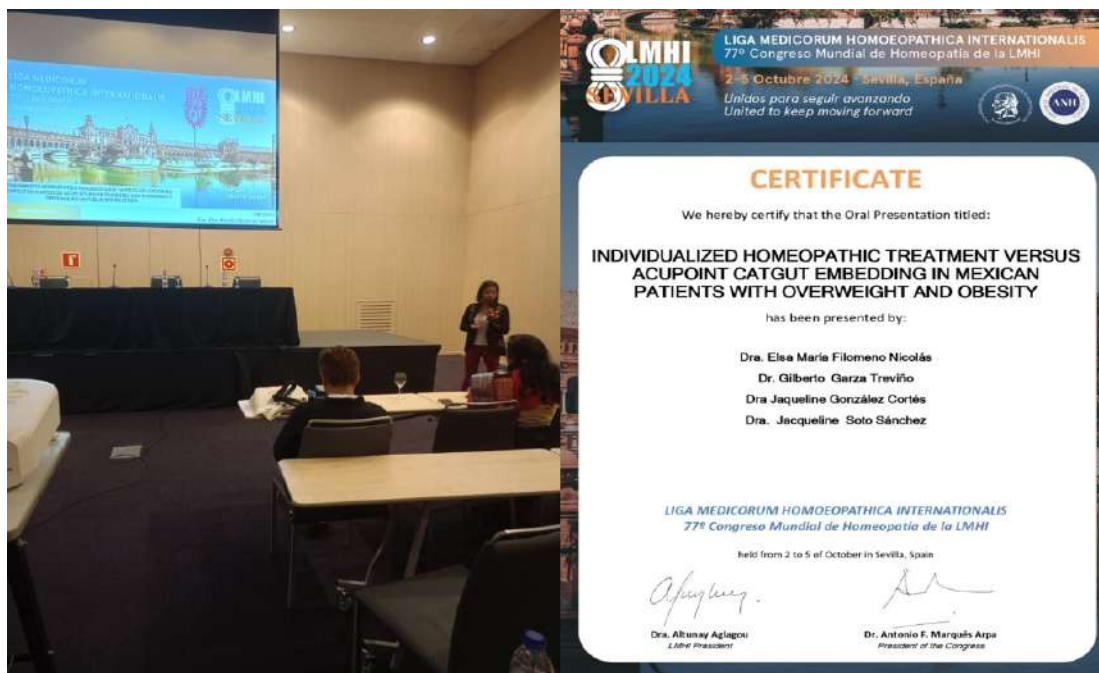 LIGA MEDICORUM
HOMOEOPATHICA INTERNATIONALIS
LMHI
SEVILLA
LMHI
2024
SEVILLA
LIGA MEDICORUM HOMOEOPATHICA INTERNATIONALIS
77º Congreso Mundial de Homeopatía de la LMHI
2-5 Octubre 2024 - Sevilla, España
Unidos para seguir avanzando
United to keep moving forward
ANH
CERTIFICATE
We hereby certify that the Oral Presentation titled:
INDIVIDUALIZED HOMEOPATHIC TREATMENT VERSUS
ACUPOINT CATGUT EMBEDDING IN MEXICAN
PATIENTS WITH OVERWEIGHT AND OBESITY
has been presented by:
Dra. Elsa María Filomeno Nicolás
Dr. Gilberto Garza Treviño
Dra Jaqueline González Cortés
Dra. Jacqueline Soto Sánchez
LIGA MEDICORUM HOMOEOPATHICA INTERNATIONALIS
77º Congreso Mundial de Homeopatía de la LMHI
held from 2 to 5 of October in Sevilla, Spain
Dra. Altunay Aglagou
LMHI President
Dr. Antonio F. Marqués Arpa
President of the Congress